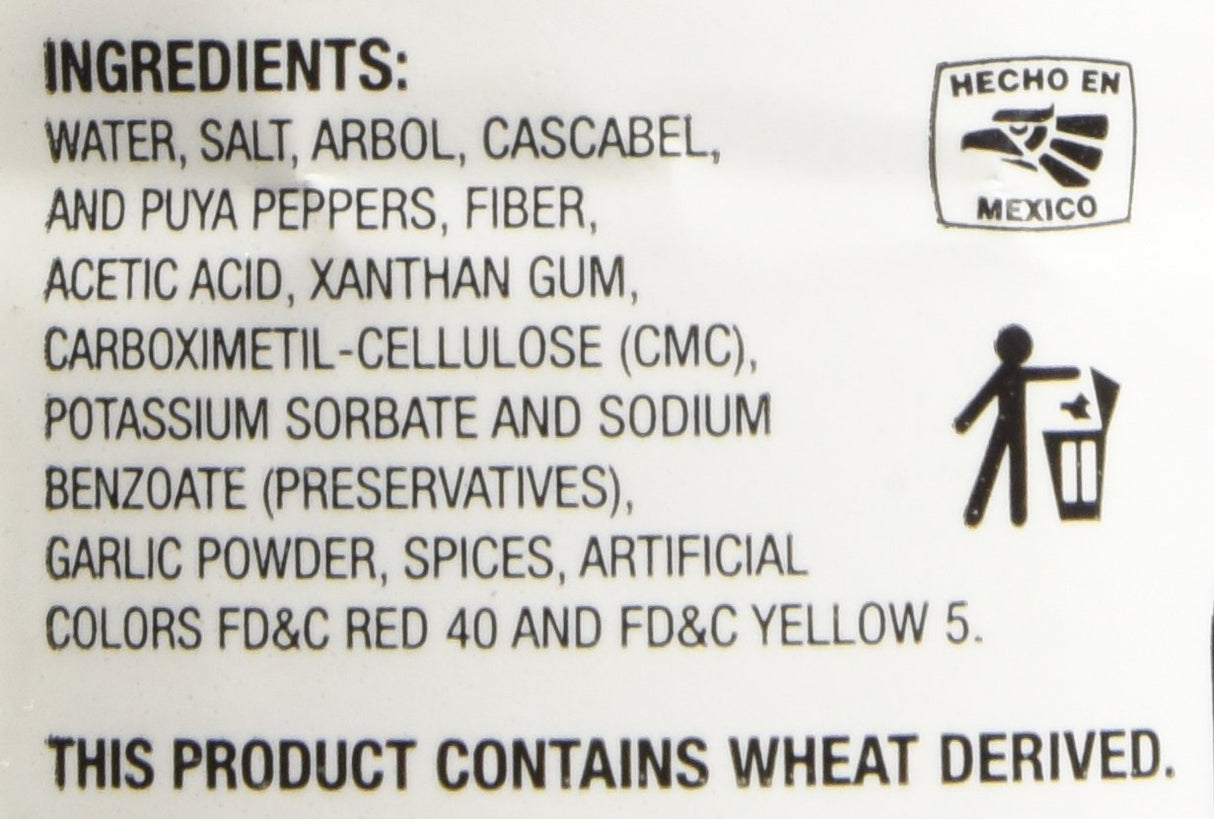 INGREDIENTS:
WATER, SALT, ARBOL, CASCABEL,
AND PUYA PEPPERS, FIBER,
ACETIC ACID, XANTHAN GUM,
CARBOXIMETIL-CELLULOSE (CMC),
POTASSIUM SORBATE AND SODIUM
BENZOATE (PRESERVATIVES),
GARLIC POWDER, SPICES, ARTIFICIAL
COLORS FD&C RED 40 AND FD&C YELLOW 5.
THIS PRODUCT CONTAINS WHEAT DERIVED.
HECHO EN
MEXICO